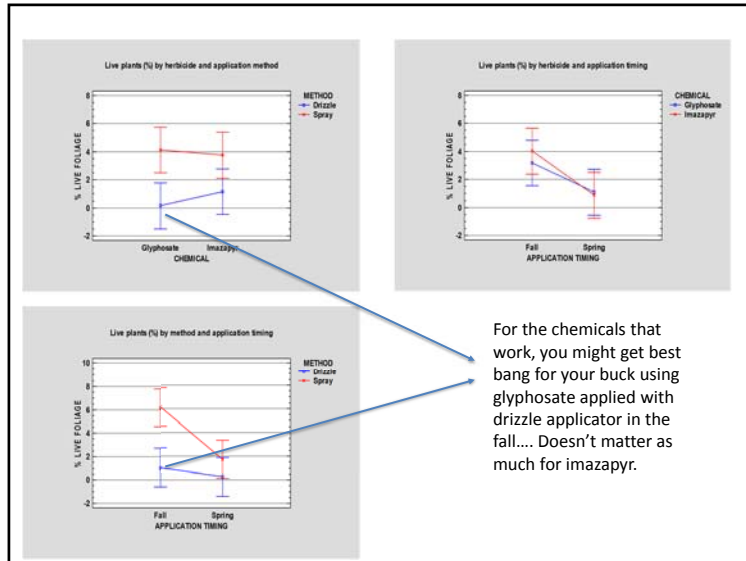 Live plants (%) by herbicide and application method
METHOD
Drizzle
Spray
% LIVE FOLIAGE
8
6
4
2
0
-2
Glyphosate
Imazapyr
CHEMICAL
Live plants (%) by herbicide and application timing
CHEMICAL
Glyphosate
Imazapyr
% LIVE FOLIAGE
8
6
4
2
0
-2
Fall
Spring
APPLICATION TIMING
Live plants (%) by method and application timing
METHOD
Drizzle
Spray
% LIVE FOLIAGE
10
8
6
4
2
0
-2
Fall
Spring
APPLICATION TIMING
For the chemicals that
work, you might get best
bang for your buck using
glyphosate applied with
drizzle applicator in the
fall.... Doesn't matter as
much for imazapyr.